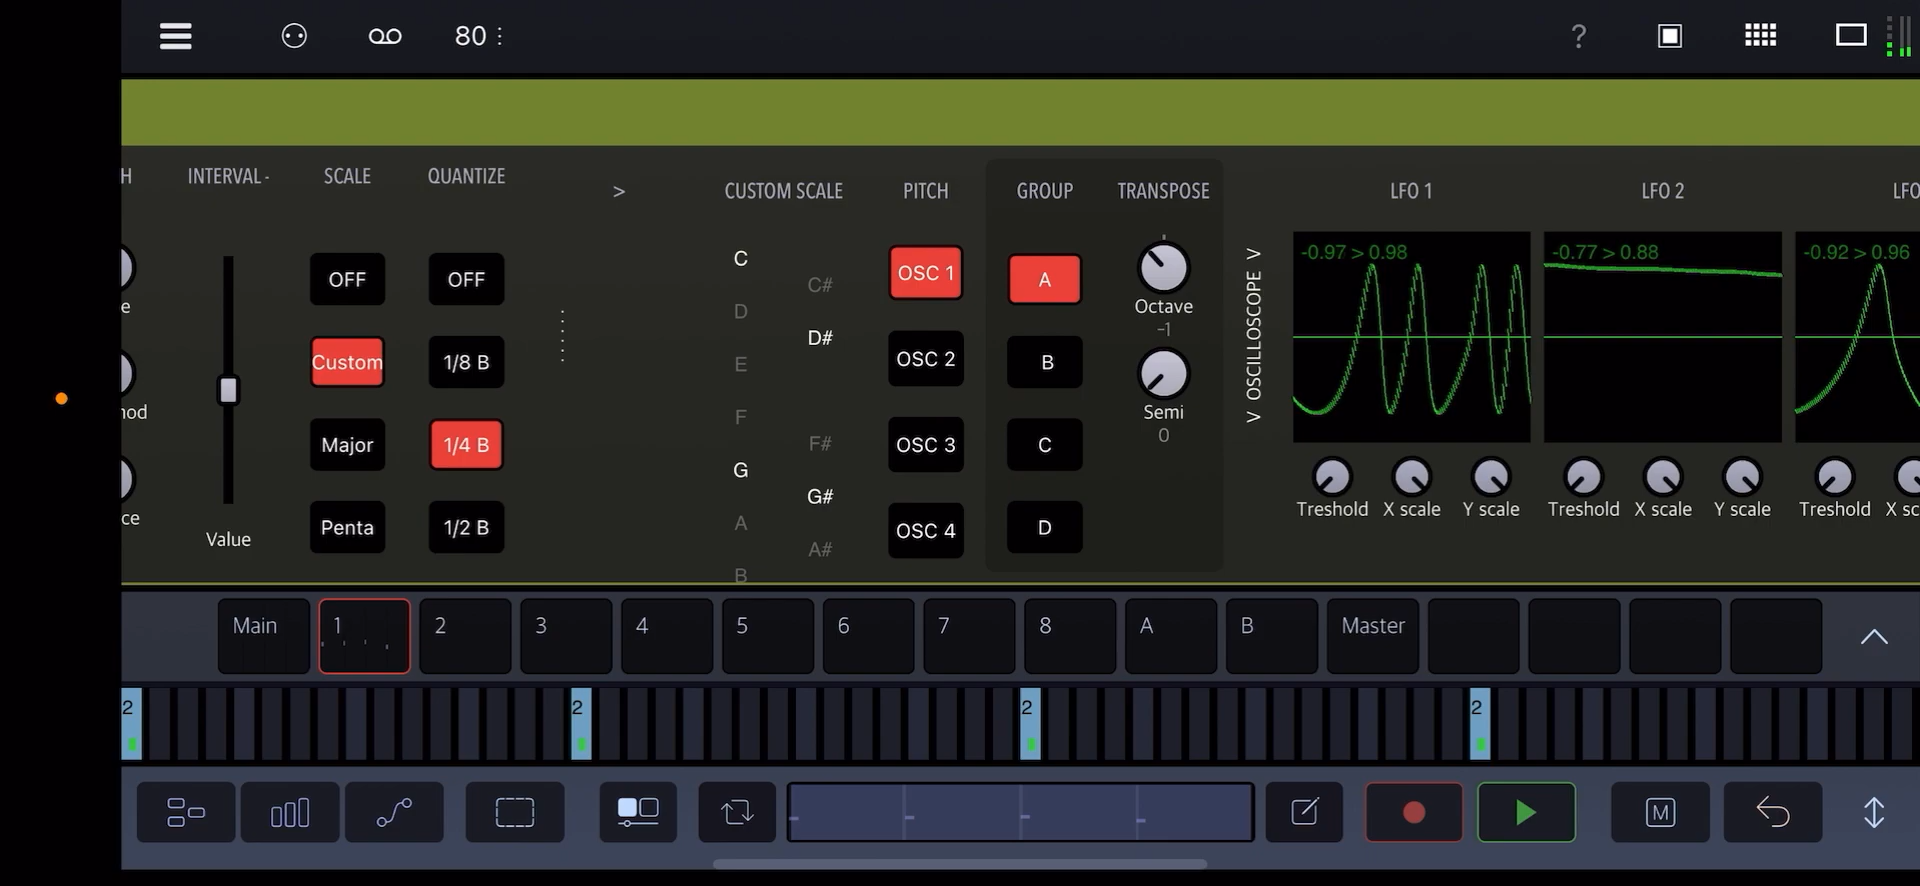 80 :
?
H
INTERVAL -
SCALE
QUANTIZE
>
CUSTOM SCALE
PITCH
GROUP
TRANSPOSE
LFO 1
LFO 2
LFO
e
nod
ce
Value
OFF
Custom
Major
Penta
OFF
1/8 B
1/4 B
1/2 B
C
C#
D
D#
E
F
F#
G
G#
A
A#
B
OSC 1
OSC 2
OSC 3
OSC 4
A
B
C
D
Octave
-1
Semi
0
V OSCILLOSCOPE V
-0.97 > 0.98
-0.77 > 0.88
-0.92 > 0.96
Treshold X scale Y scale
Treshold X scale Y scale
Treshold X sc
Main
1
2
3
4
5
6
7
8
A
B
Master
2
2
2
2
M